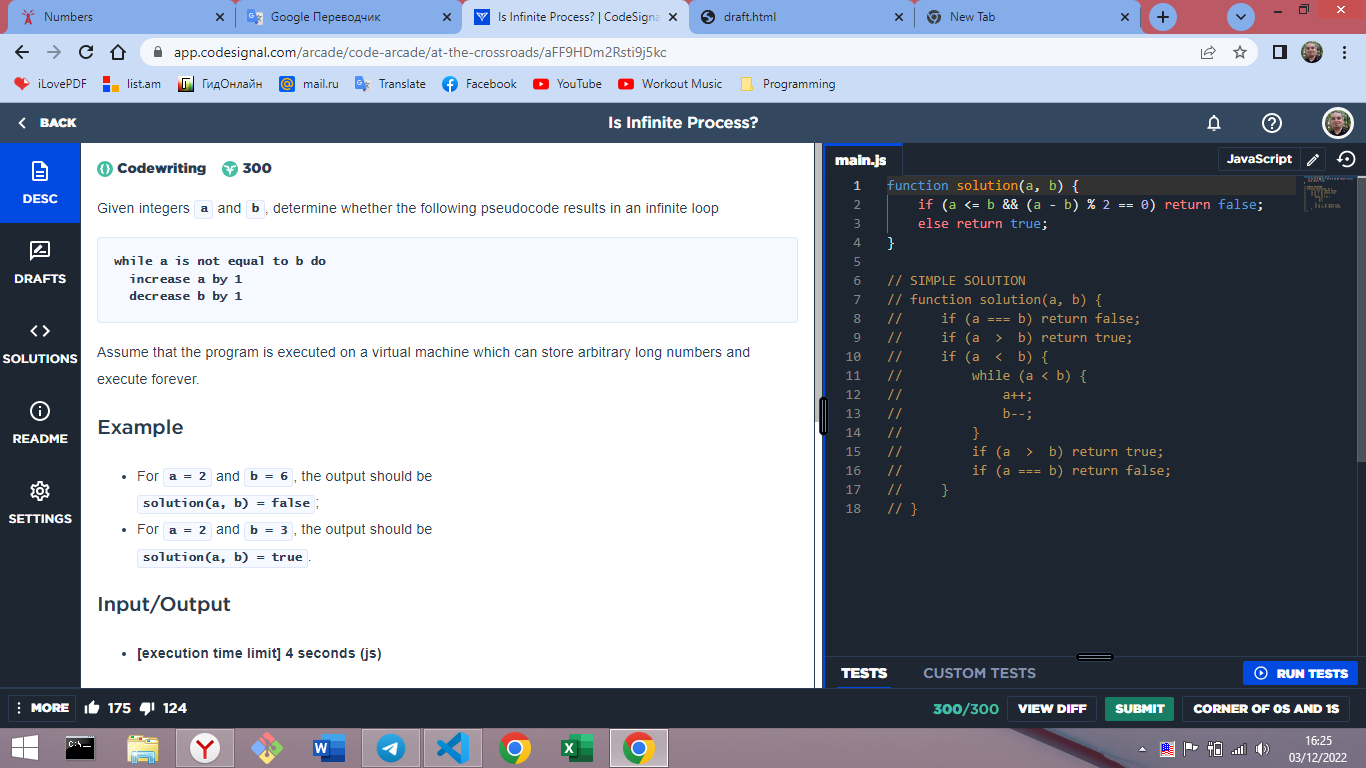 Numbers
Google Переводчик
Is Infinite Process? | CodeSigna
draft.html
New Tab
app.codesignal.com/arcade/code-arcade/at-the-crossroads/aFF9HDm2Rsti9j5kc
iLovePDF
list.am
ГидОнлайн
mail.ru
Translate
Facebook
YouTube
Workout Music
Programming
BACK
Is Infinite Process?
DESC
DRAFTS
SOLUTIONS
README
SETTINGS
Codewriting 300
Given integers a and b, determine whether the following pseudocode results in an infinite loop
while a is not equal to b do
  increase a by 1
  decrease b by 1
Assume that the program is executed on a virtual machine which can store arbitrary long numbers and
execute forever.
Example
• For a = 2 and b = 6, the output should be
solution(a, b) = false;
• For a = 2 and b = 3, the output should be
solution(a, b) = true.
Input/Output
• [execution time limit] 4 seconds (js)
main.js
JavaScript
1 function solution(a, b) {
2     if (a <= b && (a - b) % 2 == 0) return false;
3     else return true;
4 }
5
6 // SIMPLE SOLUTION
7 // function solution(a, b) {
8 //     if (a === b) return false;
9 //     if (a  >  b) return true;
10 //     if (a  <  b) {
11 //         while (a < b) {
12 //             a++;
13 //             b--;
14 //         }
15 //         if (a  >  b) return true;
16 //         if (a === b) return false;
17 //     }
18 // }
TESTS
CUSTOM TESTS
RUN TESTS
MORE
175
124
300/300
VIEW DIFF
SUBMIT
CORNER OF 0S AND 1S
16:25
03/12/2022